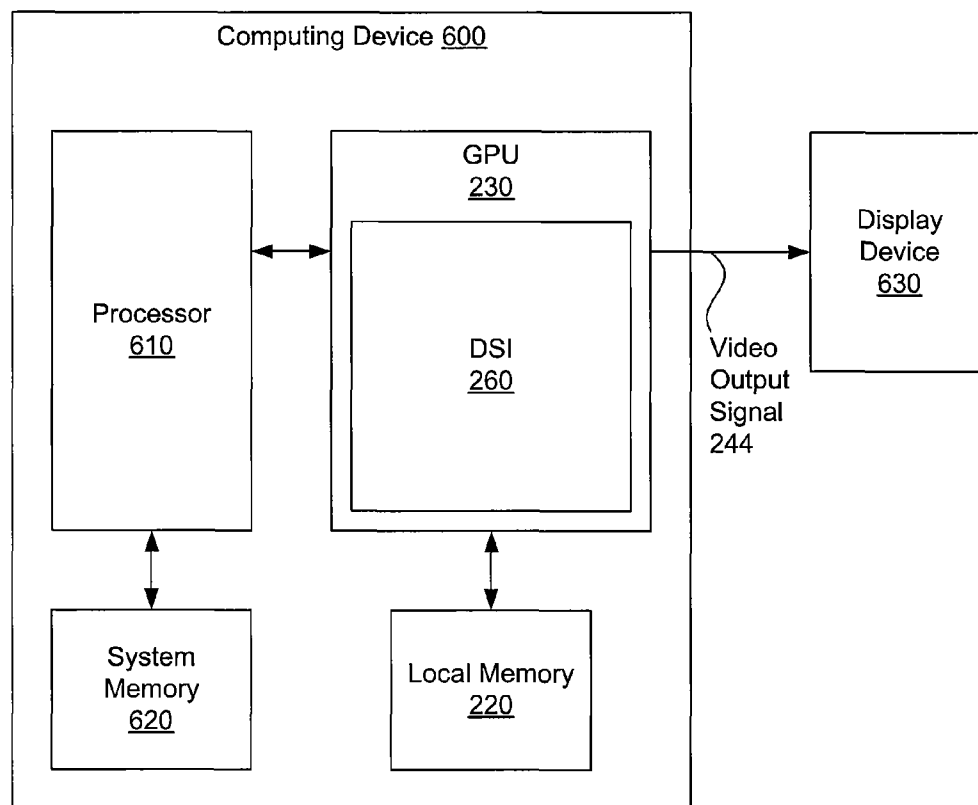 Computing Device 600
Processor
610
GPU
230
DSI
260
Display
Device
630
Video
Output
Signal
244
System
Memory
620
Local Memory
220